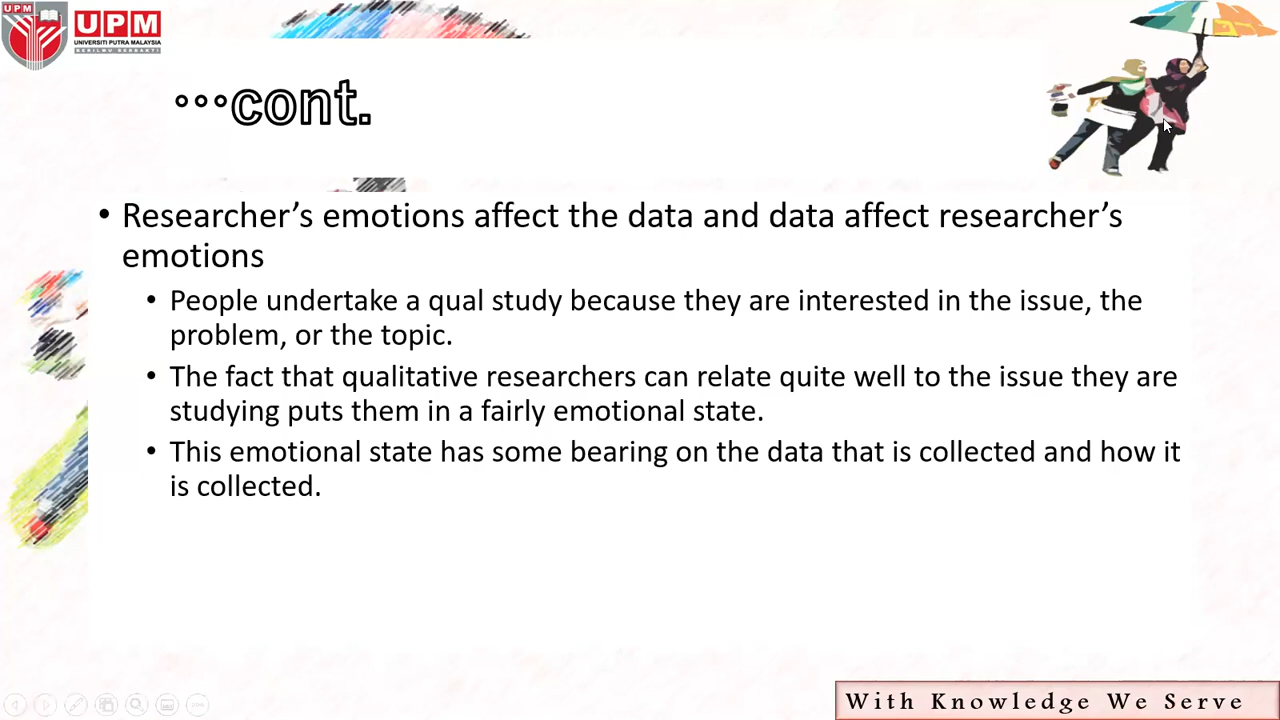 UPM
UPM
UNIVERSITI PUTRA MALAYSIA
BERILMU BERBAKTI
...cont.
• Researcher’s emotions affect the data and data affect researcher’s
emotions
• People undertake a qual study because they are interested in the issue, the
problem, or the topic.
• The fact that qualitative researchers can relate quite well to the issue they are
studying puts them in a fairly emotional state.
• This emotional state has some bearing on the data that is collected and how it
is collected.
With Knowledge We Serve